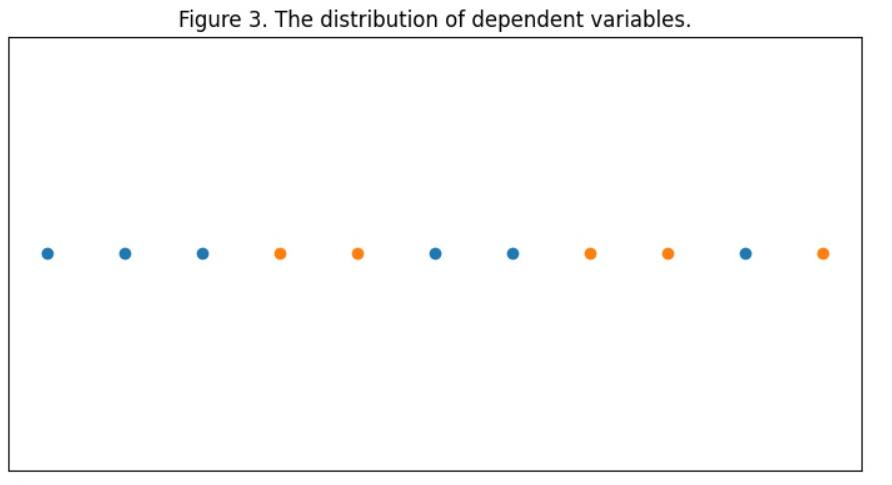 Figure 3. The distribution of dependent variables.